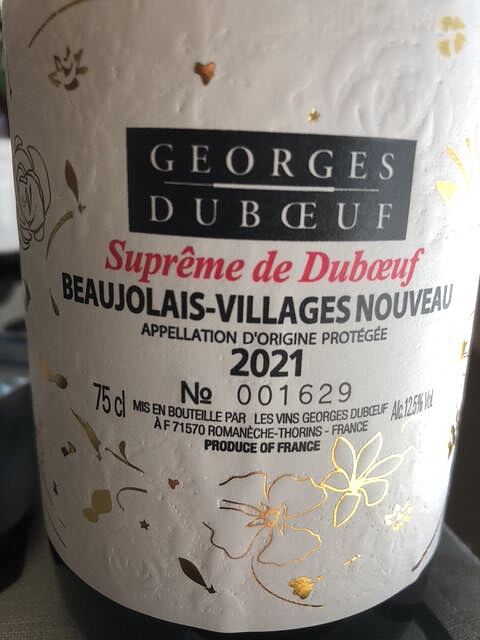 GEORGES
DUBŒUF
Suprême de Dubœuf
BEAUJOLAIS-VILLAGES NOUVEAU
APPELLATION D'ORIGINE PROTÉGÉE
2021
75 cl
№ 001629
Alc.12.5% Vol.
MIS EN BOUTEILLE PAR LES VINS GEORGES DUBŒUF
À F 71570 ROMANÈCHE-THORINS - FRANCE
PRODUCE OF FRANCE